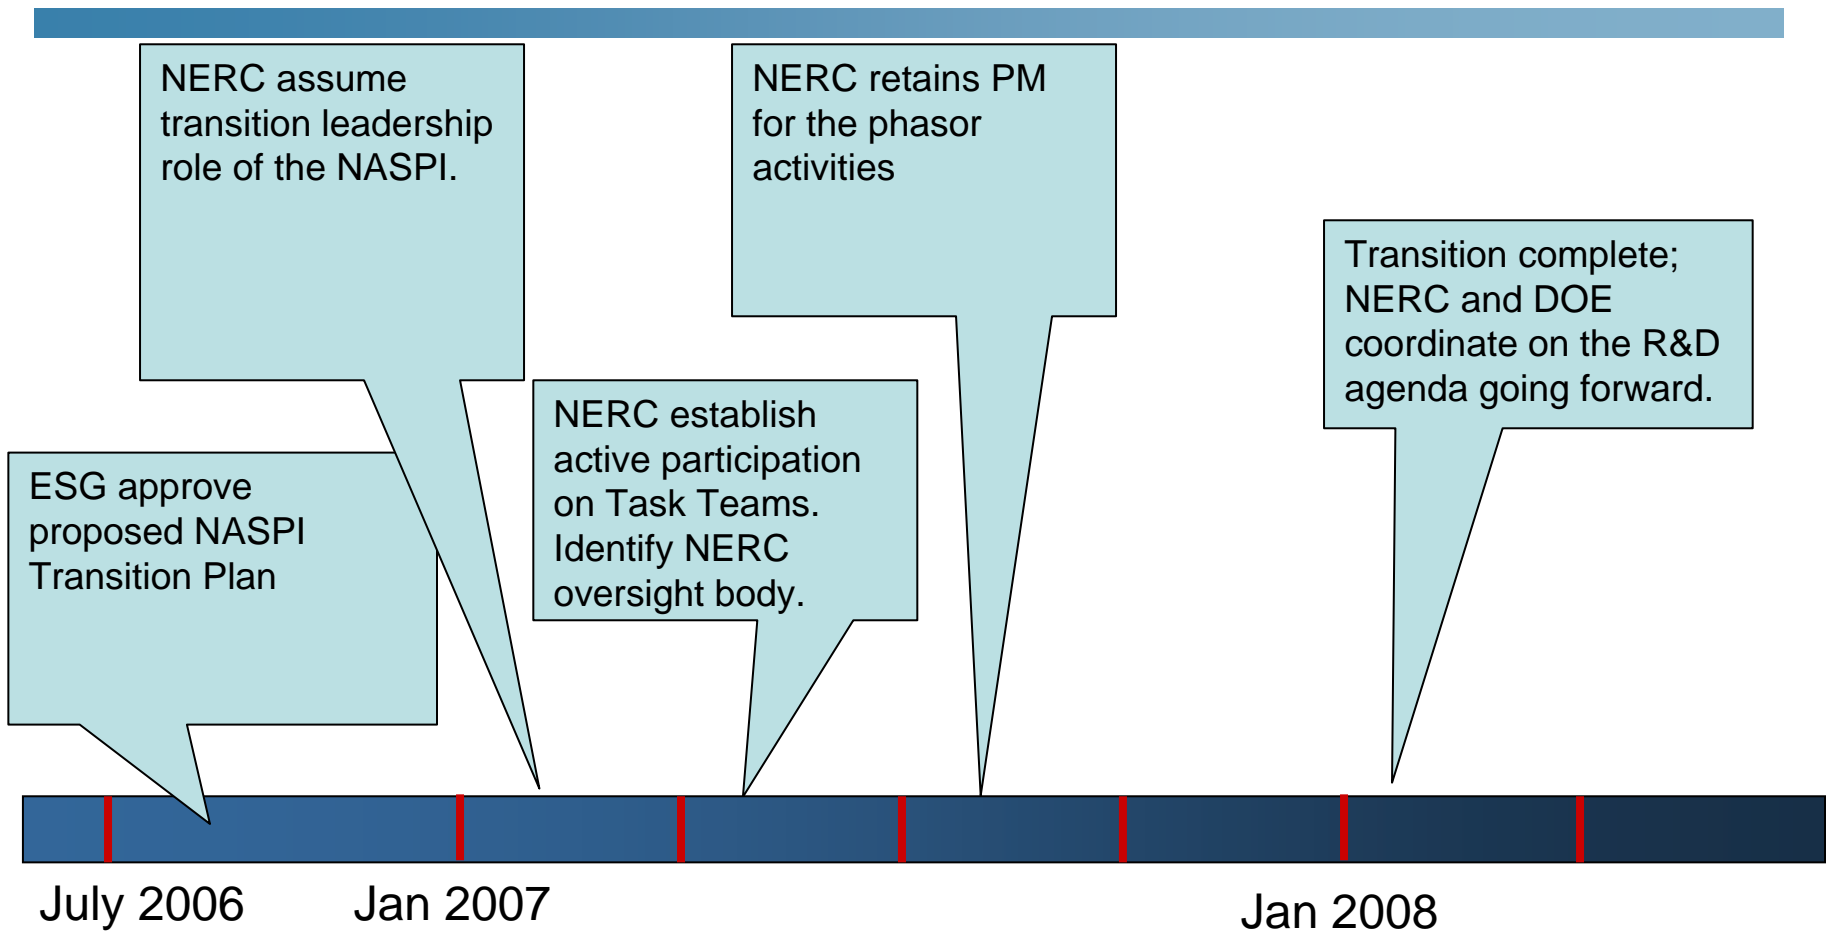 NERC assume
transition leadership
role of the NASPI.
NERC retains PM
for the phasor
activities
Transition complete;
NERC and DOE
coordinate on the R&D
agenda going forward.
NERC establish
active participation
on Task Teams.
Identify NERC
oversight body.
ESG approve
proposed NASPI
Transition Plan
July 2006
Jan 2007
Jan 2008